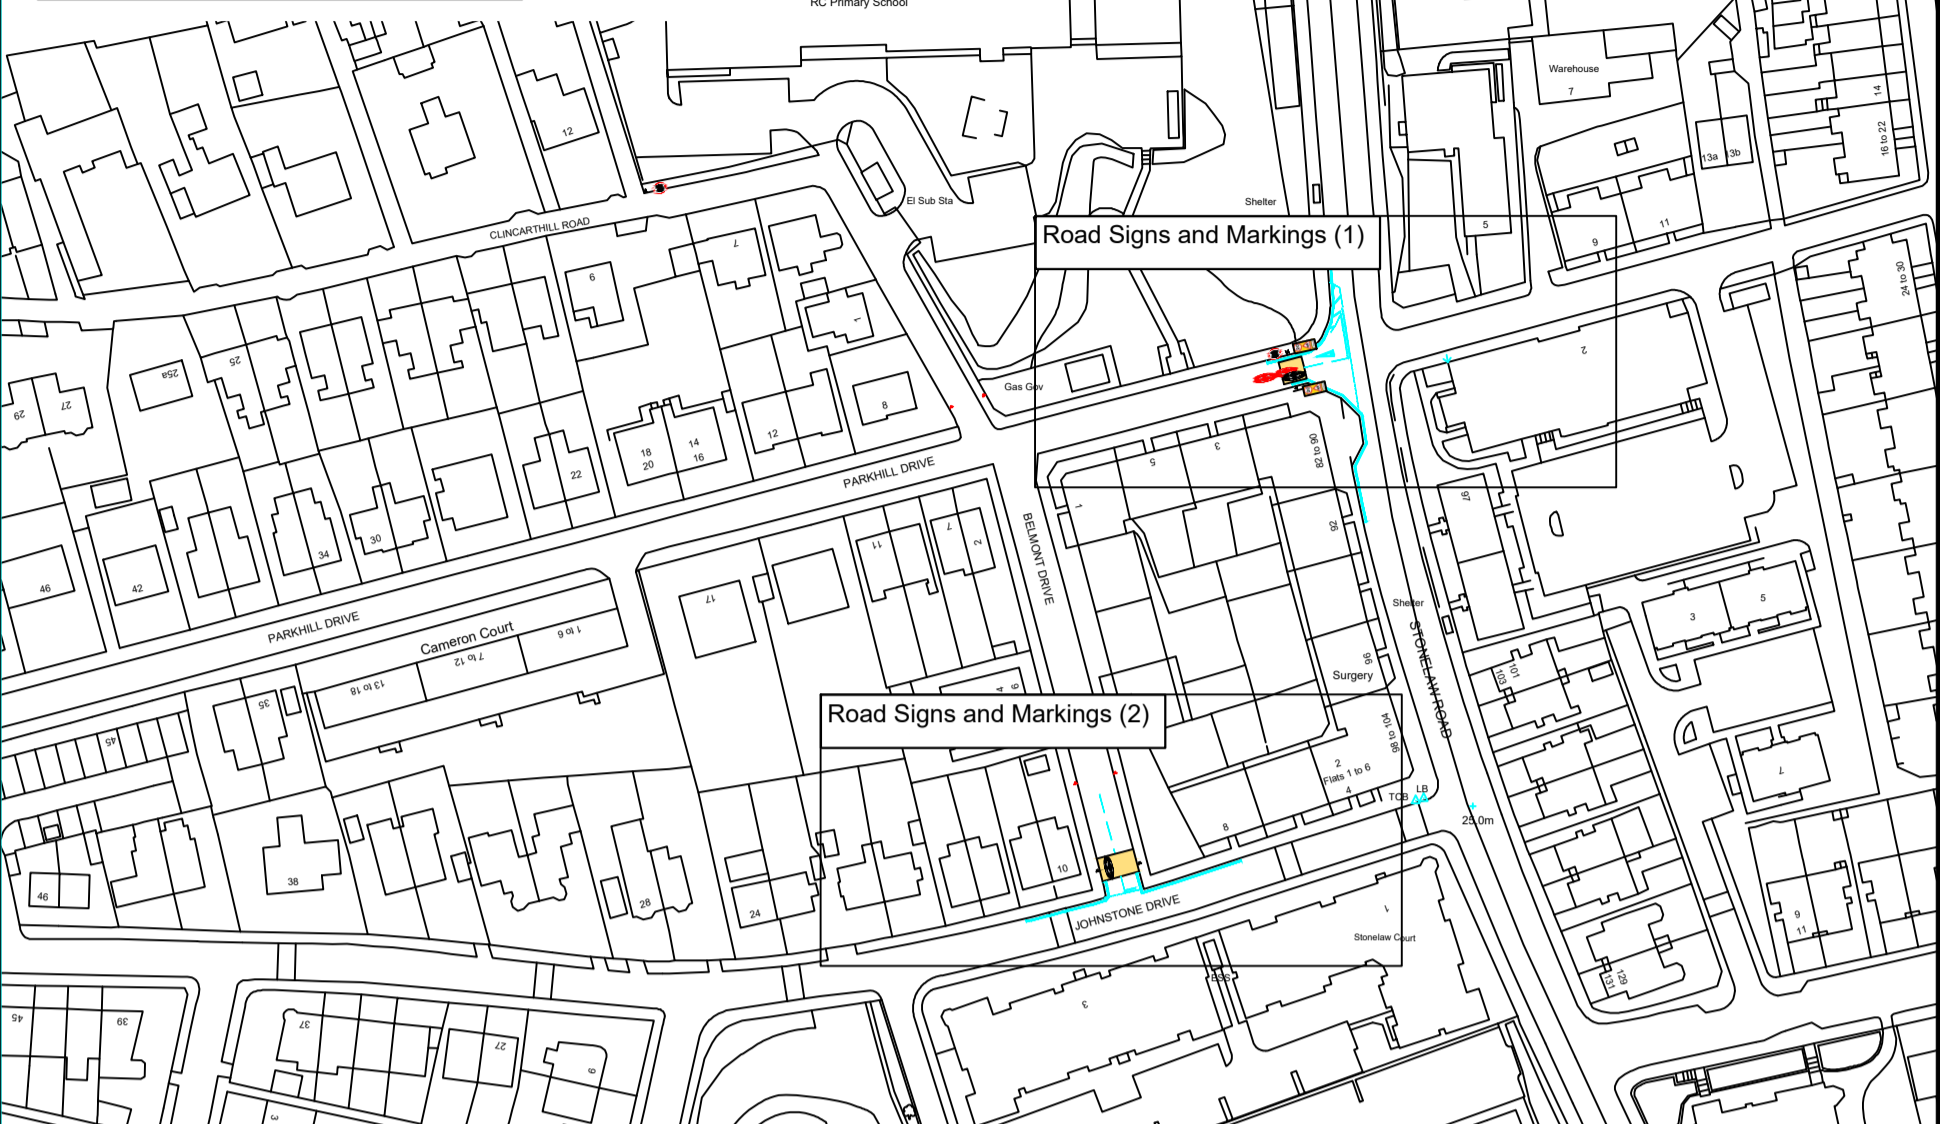 RC Primary School
Warehouse
7
14
16 to 22
12
13a
13b
El Sub Sta
Shelter
CLINCARTHILL ROAD
Road Signs and Markings (1)
5
9
11
7
6
1
24 to 30
25
25a
2
Gas Gov
29
27
8
18
20
14
16
12
22
5
3
82 to 90
PARKHILL DRIVE
97
1
92
34
30
11
7
2
BELMONT DRIVE
46
42
17
Shelter
3
5
PARKHILL DRIVE
Cameron Court
1 to 6
7 to 12
13 to 18
STONELAW ROAD
96
Surgery
101
103
35
4
6
Road Signs and Markings (2)
98 to 104
45
2
Flats 1 to 6
4
TCB
LB
25.0m
7
8
10
38
46
28
24
JOHNSTONE DRIVE
1
Stonelaw Court
9
11
ESS
129
131
3
45
39
37
27
9
3